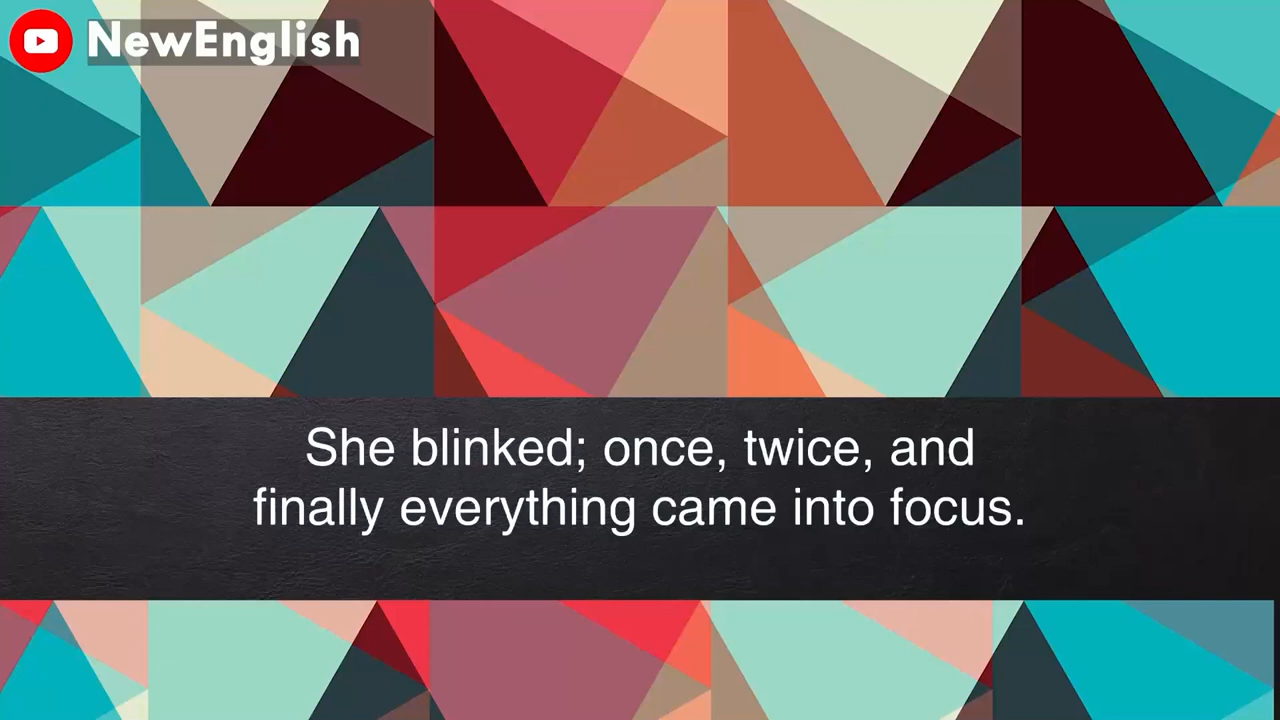 NewEnglish
She blinked; once, twice, and
finally everything came into focus.